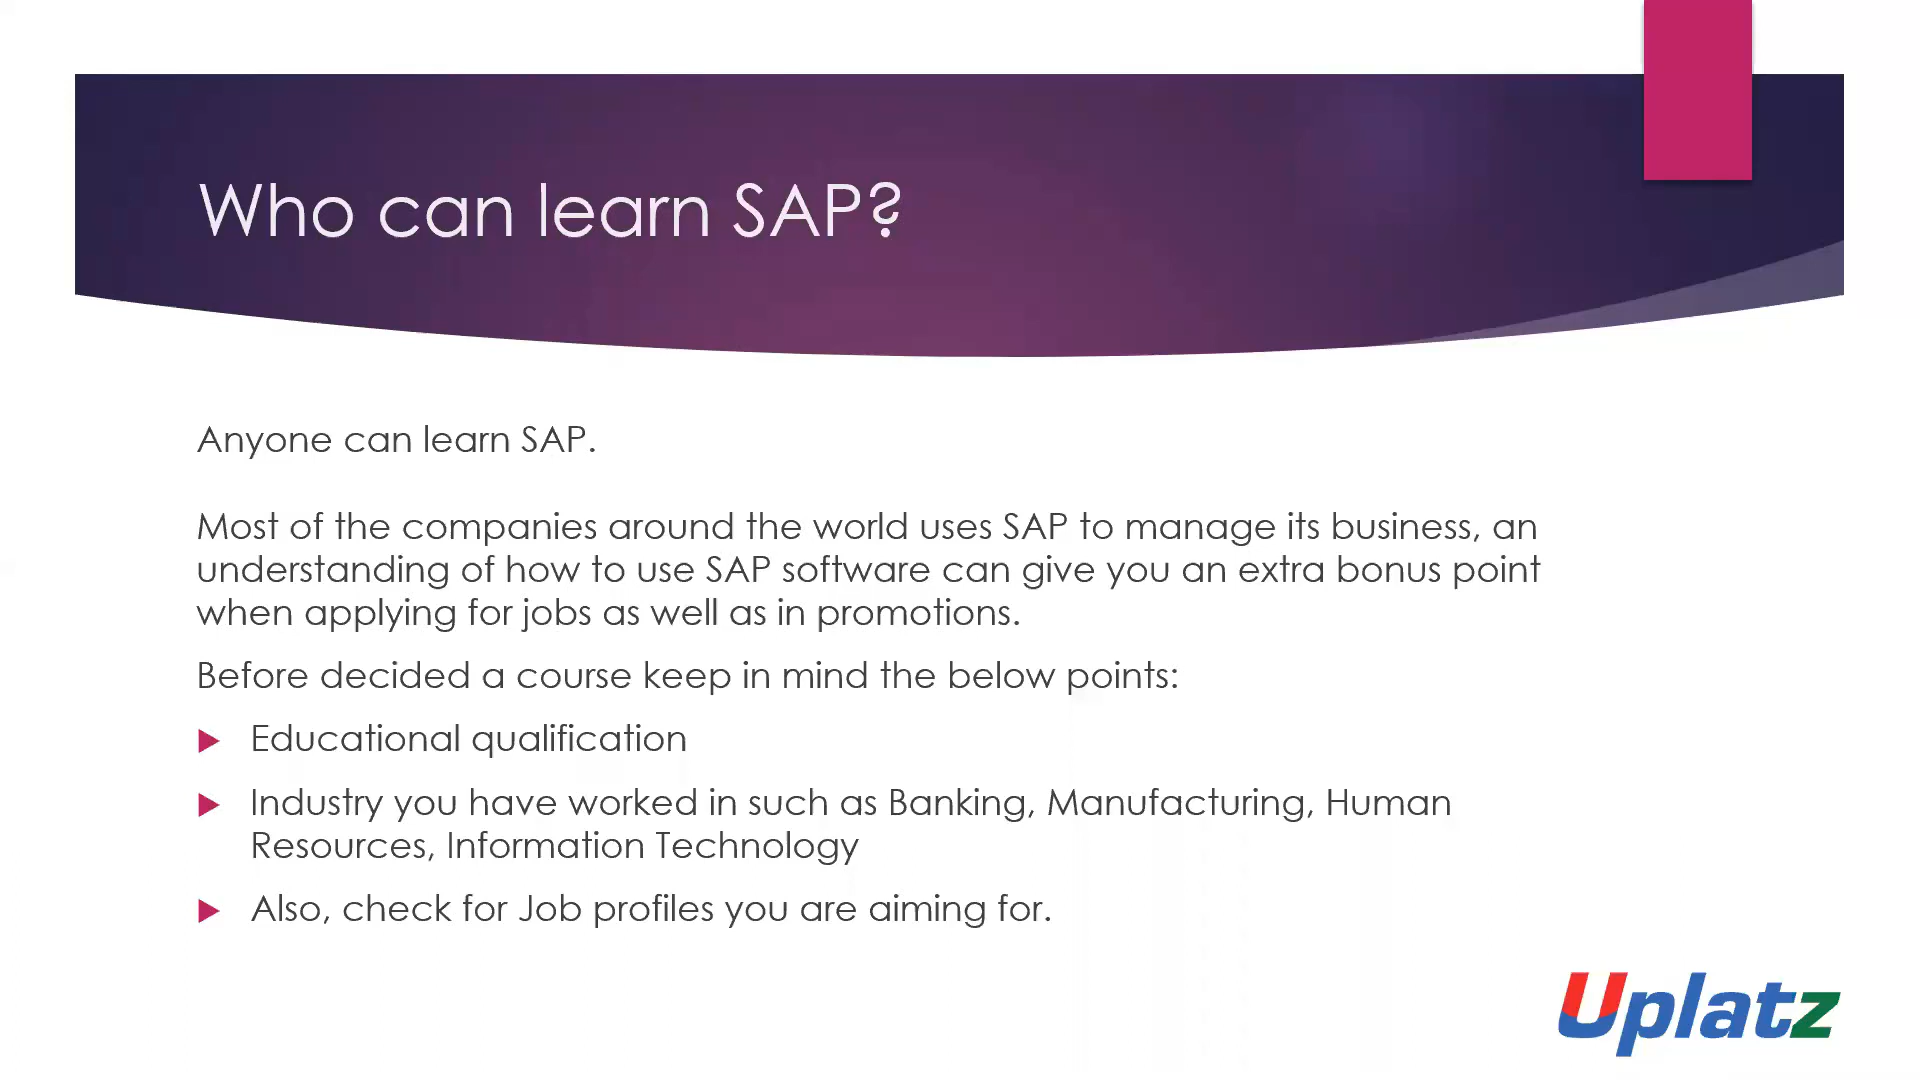 Who can learn SAP?
Anyone can learn SAP.
Most of the companies around the world uses SAP to manage its business, an
understanding of how to use SAP software can give you an extra bonus point
when applying for jobs as well as in promotions.
Before decided a course keep in mind the below points:
Educational qualification
Industry you have worked in such as Banking, Manufacturing, Human
Resources, Information Technology
Also, check for Job profiles you are aiming for.
Uplatz